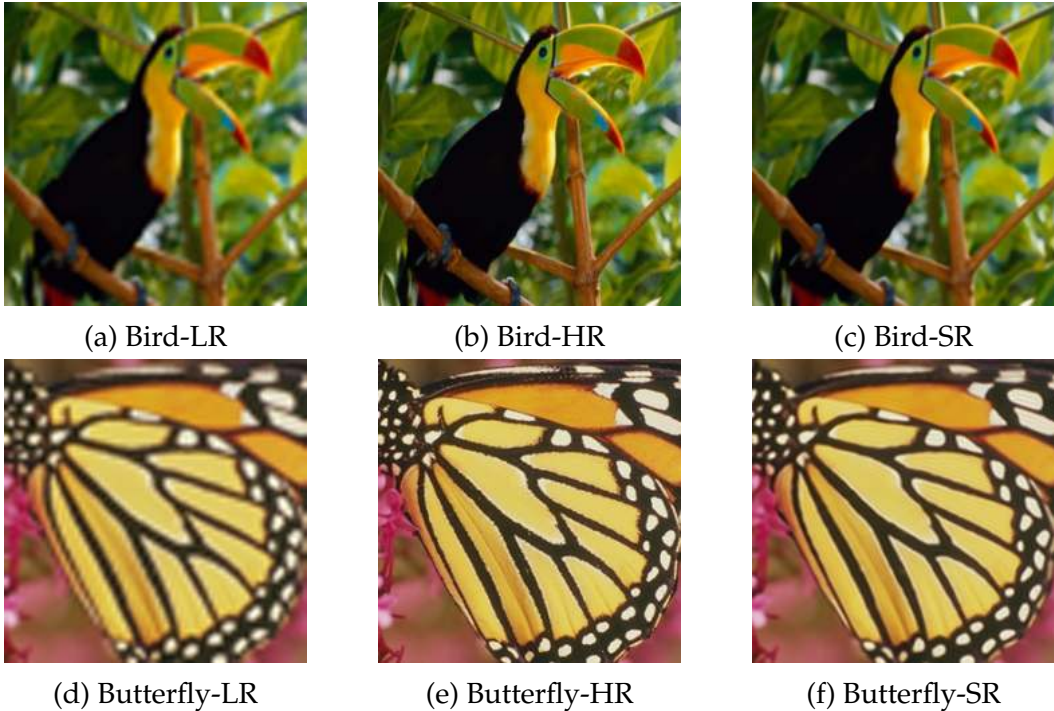 (a) Bird-LR
(b) Bird-HR
(c) Bird-SR
(d) Butterfly-LR
(e) Butterfly-HR
(f) Butterfly-SR